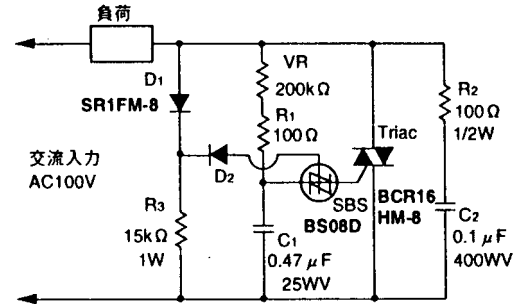 負荷
D1
SR1FM-8
VR
200kΩ
R1
100Ω
R2
100Ω
1/2W
Triac
交流入力
AC100V
D2
SBS
BS08D
BCR16
HM-8
R3
15kΩ
1W
C1
0.47μF
25WV
C2
0.1μF
400WV